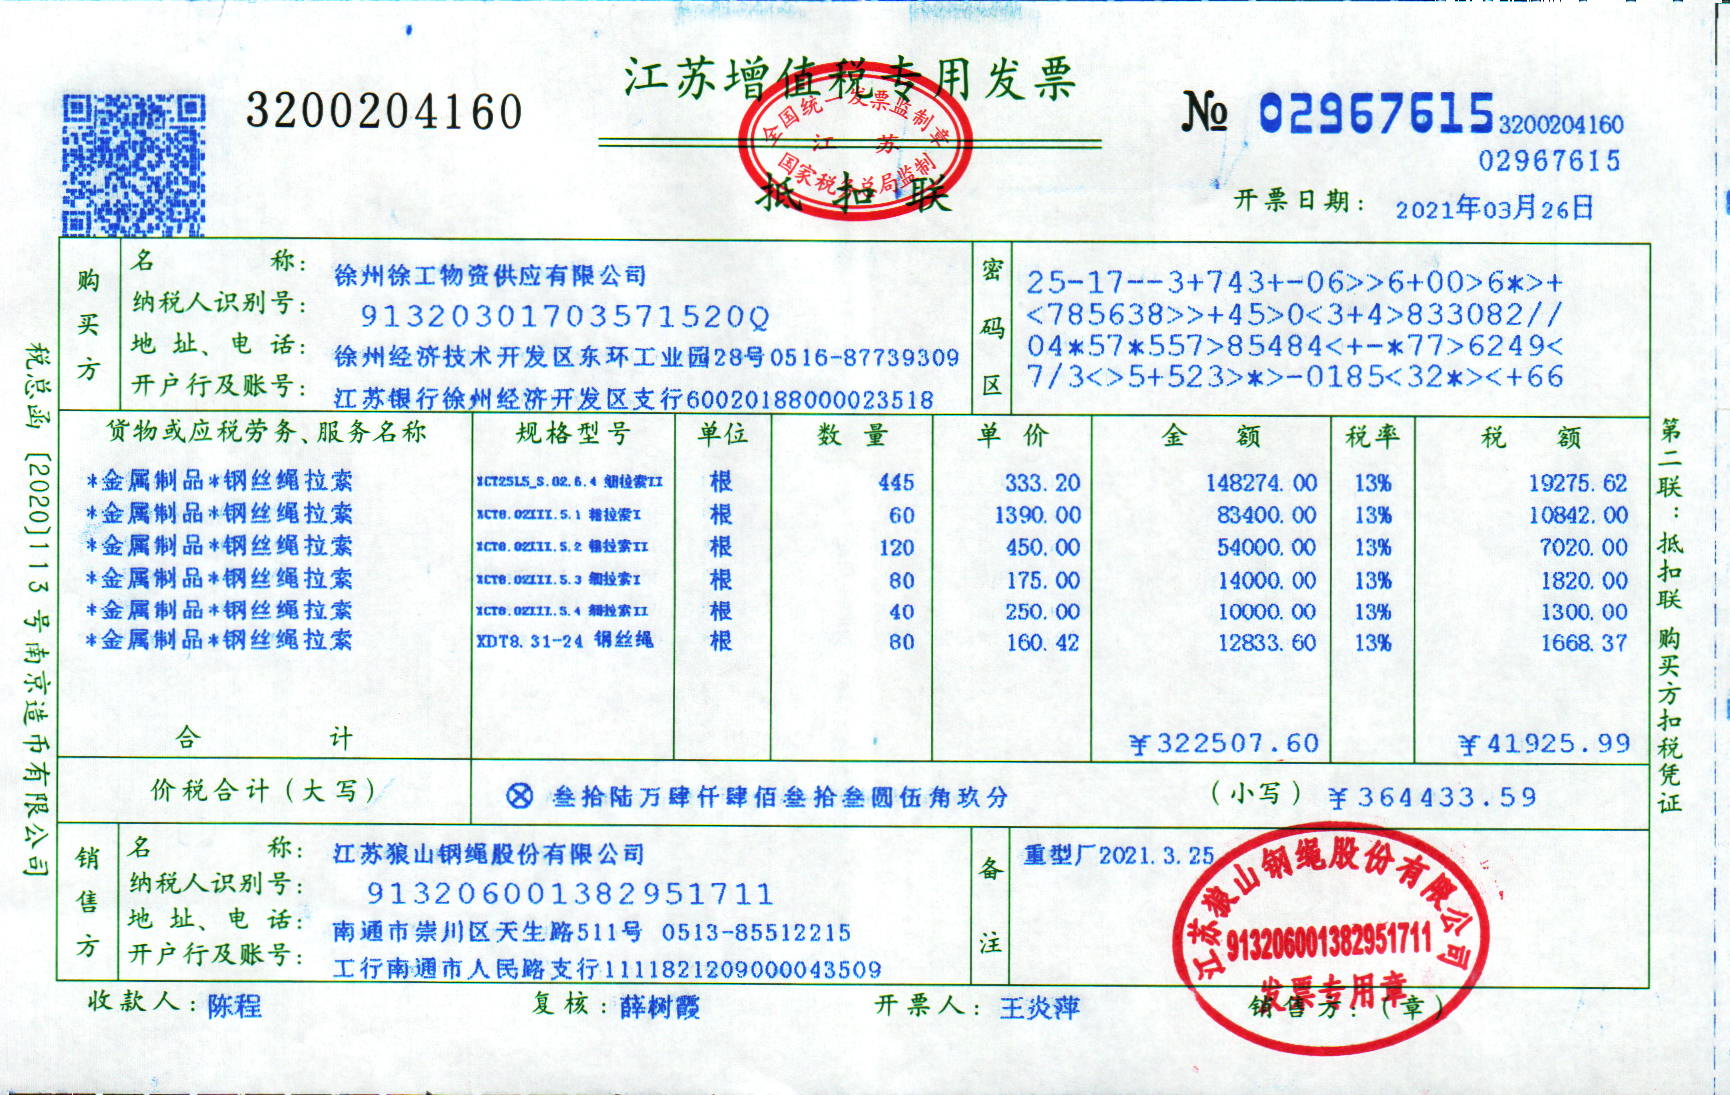 江苏增值税专用发票
3200204160
№ 02967615
3200204160
02967615
全国统一发票监制章
江苏
国家税务总局监制
抵扣联
开票日期: 2021年03月26日
税总函[2020]113号南京造币有限公司
购买方
名称: 徐州徐工物资供应有限公司
纳税人识别号: 91320301703571520Q
地址、电话: 徐州经济技术开发区东环工业园28号0516-87739309
开户行及账号: 江苏银行徐州经济开发区支行60020188000023518
密码区
25-17--3+743+-06>>6+00>6*>+
<785638>>+45>0<3+4>833082//
04*57*557>85484<+-*77>6249<
7/3<>5+523>*>-0185<32*><+66
货物或应税劳务、服务名称 规格型号 单位 数量 单价 金额 税率 税额
*金属制品*钢丝绳拉索 XCT25L5_S.02.6.4 细拉索II 根 445 333.20 148274.00 13% 19275.62
*金属制品*钢丝绳拉索 XCT8.02III.5.1 粗拉索I 根 60 1390.00 83400.00 13% 10842.00
*金属制品*钢丝绳拉索 XCT8.02III.5.2 粗拉索II 根 120 450.00 54000.00 13% 7020.00
*金属制品*钢丝绳拉索 XCT8.02III.5.3 细拉索I 根 80 175.00 14000.00 13% 1820.00
*金属制品*钢丝绳拉索 XCT8.02III.5.4 细拉索II 根 40 250.00 10000.00 13% 1300.00
*金属制品*钢丝绳拉索 XDT8.31-24 钢丝绳 根 80 160.42 12833.60 13% 1668.37
合计 ¥322507.60 ¥41925.99
价税合计(大写) ⊗ 叁拾陆万肆仟肆佰叁拾叁圆伍角玖分 (小写) ¥364433.59
销售方
名称: 江苏狼山钢绳股份有限公司
纳税人识别号: 913206001382951711
地址、电话: 南通市崇川区天生路511号 0513-85512215
开户行及账号: 工行南通市人民路支行1111821209000043509
备注
重型厂2021.3.25
江苏狼山钢绳股份有限公司
913206001382951711
发票专用章
收款人: 陈程 复核: 薛树霞 开票人: 王炎萍 销售方:(章)
第二联:抵扣联 购买方扣税凭证